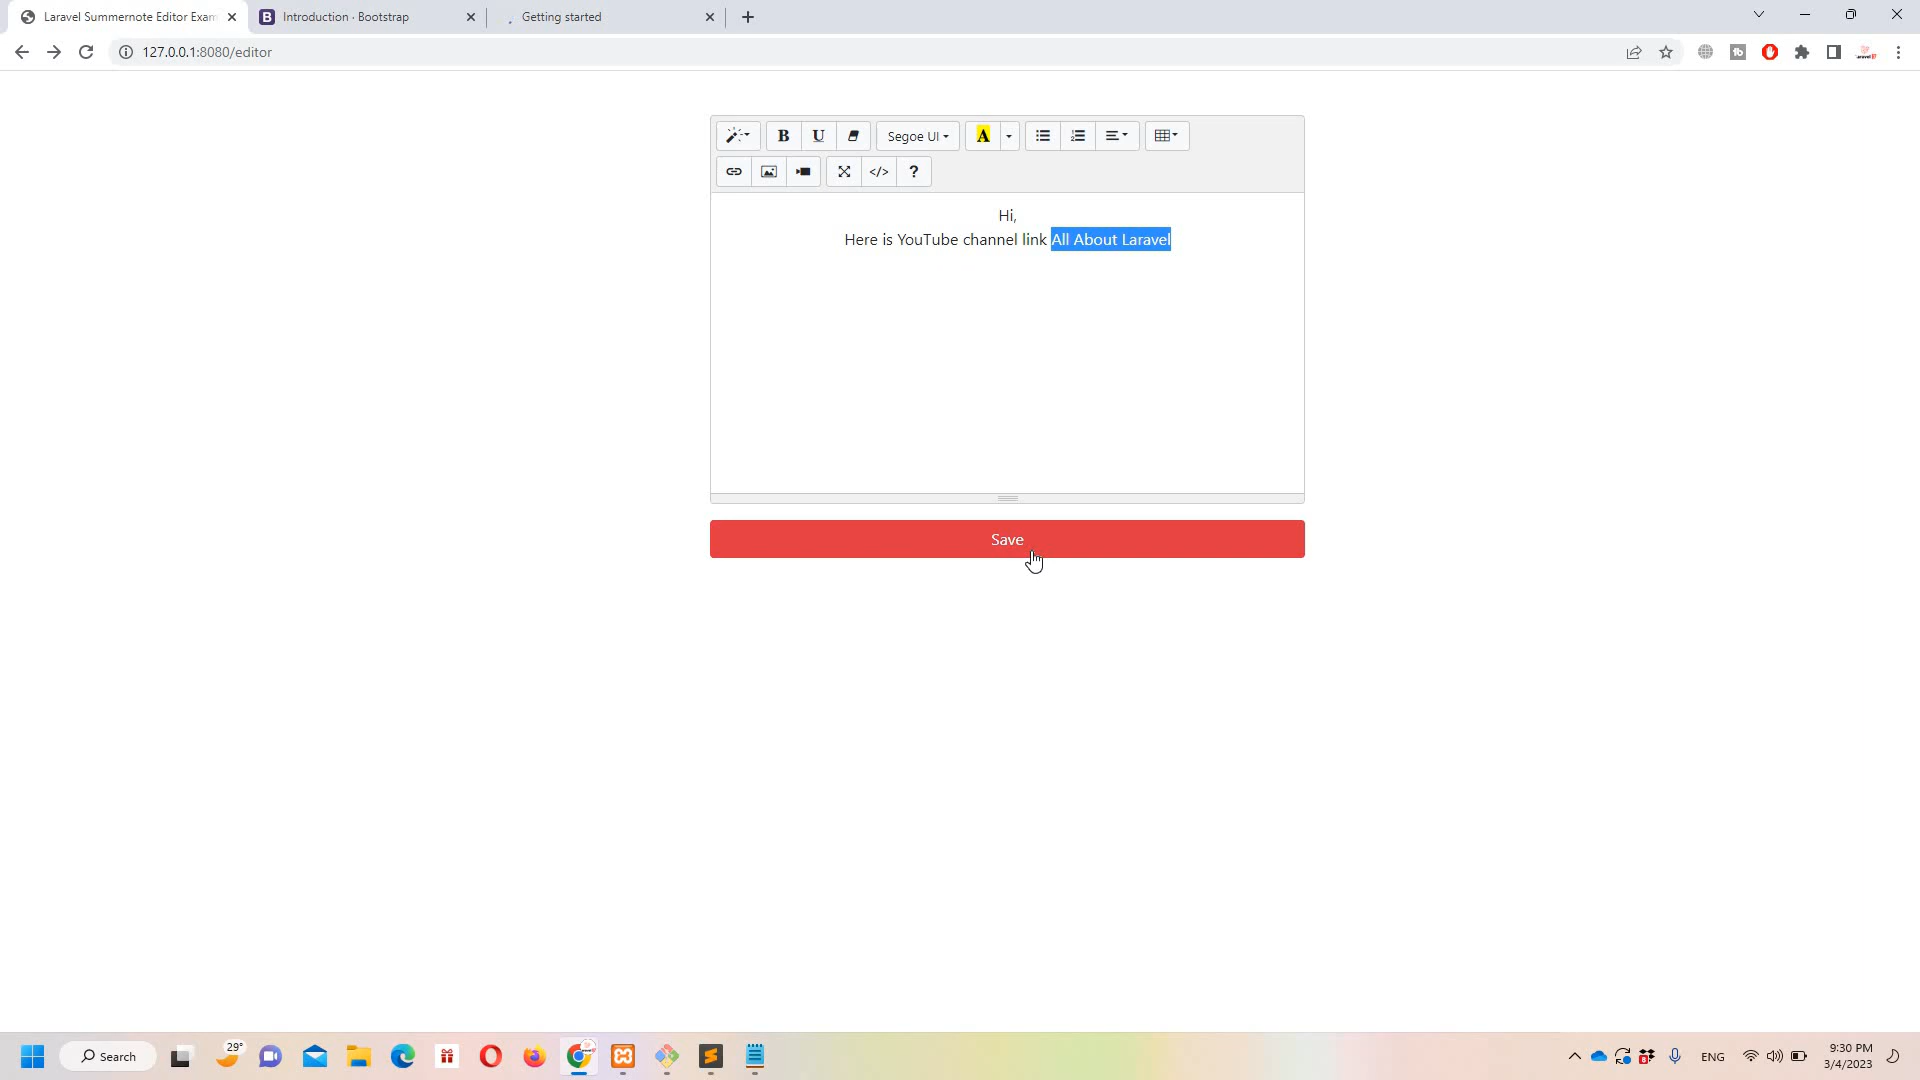 Laravel Summernote Editor Exam
Introduction · Bootstrap
Getting started
127.0.0.1:8080/editor
B U Segoe UI A
</> ?
Hi,
Here is YouTube channel link All About Laravel
Save
Search
29°
ENG
9:30 PM
3/4/2023